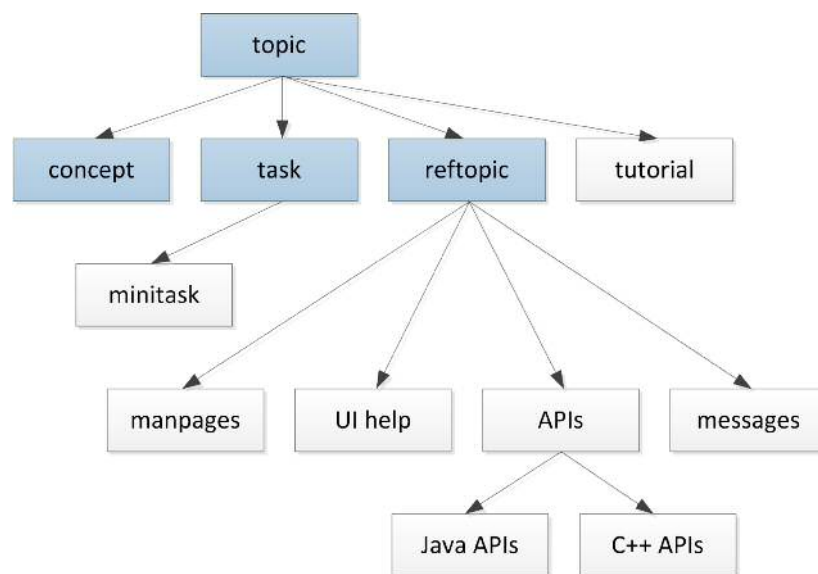 topic
concept
task
reftopic
tutorial
minitask
manpages
UI help
APIs
messages
Java APIs
C++ APIs